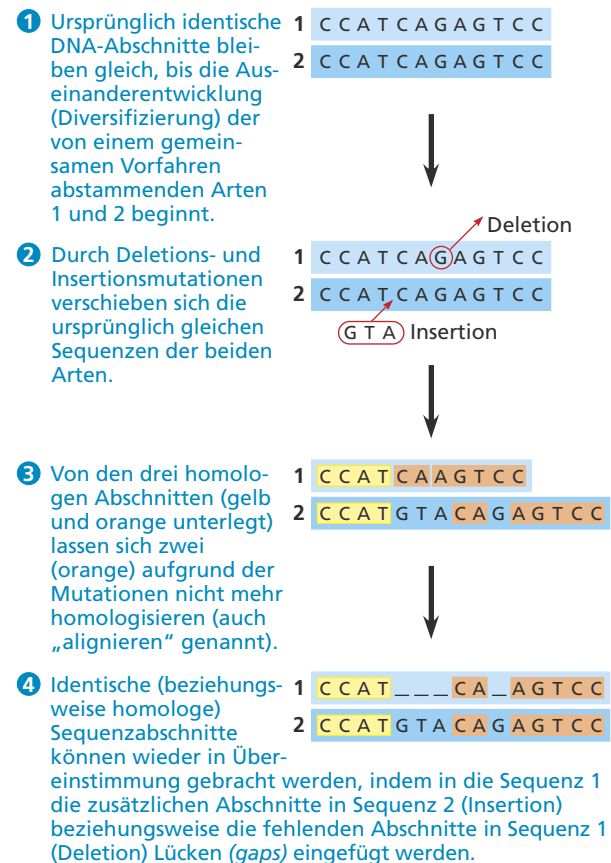 1 Ursprünglich identische
DNA-Abschnitte blei-
ben gleich, bis die Aus-
einanderentwicklung
(Diversifizierung) der
von einem gemein-
samen Vorfahren
abstammenden Arten
1 und 2 beginnt.
1 C C A T C A G A G T C C
2 C C A T C A G A G T C C
2 Durch Deletions- und
Insertionsmutationen
verschieben sich die
ursprünglich gleichen
Sequenzen der beiden
Arten.
Deletion
1 C C A T C A G A G T C C
2 C C A T C A G A G T C C
G T A Insertion
3 Von den drei homolo-
gen Abschnitten (gelb
und orange unterlegt)
lassen sich zwei
(orange) aufgrund der
Mutationen nicht mehr
homologisieren (auch
„alignieren” genannt).
1 C C A T C A A G T C C
2 C C A T G T A C A G A G T C C
4 Identische (beziehungs-
weise homologe)
Sequenzabschnitte
können wieder in Über-
einstimmung gebracht werden, indem in die Sequenz 1
die zusätzlichen Abschnitte in Sequenz 2 (Insertion)
beziehungsweise die fehlenden Abschnitte in Sequenz 1
(Deletion) Lücken (gaps) eingefügt werden.
1 C C A T _ _ _ C A _ A G T C C
2 C C A T G T A C A G A G T C C